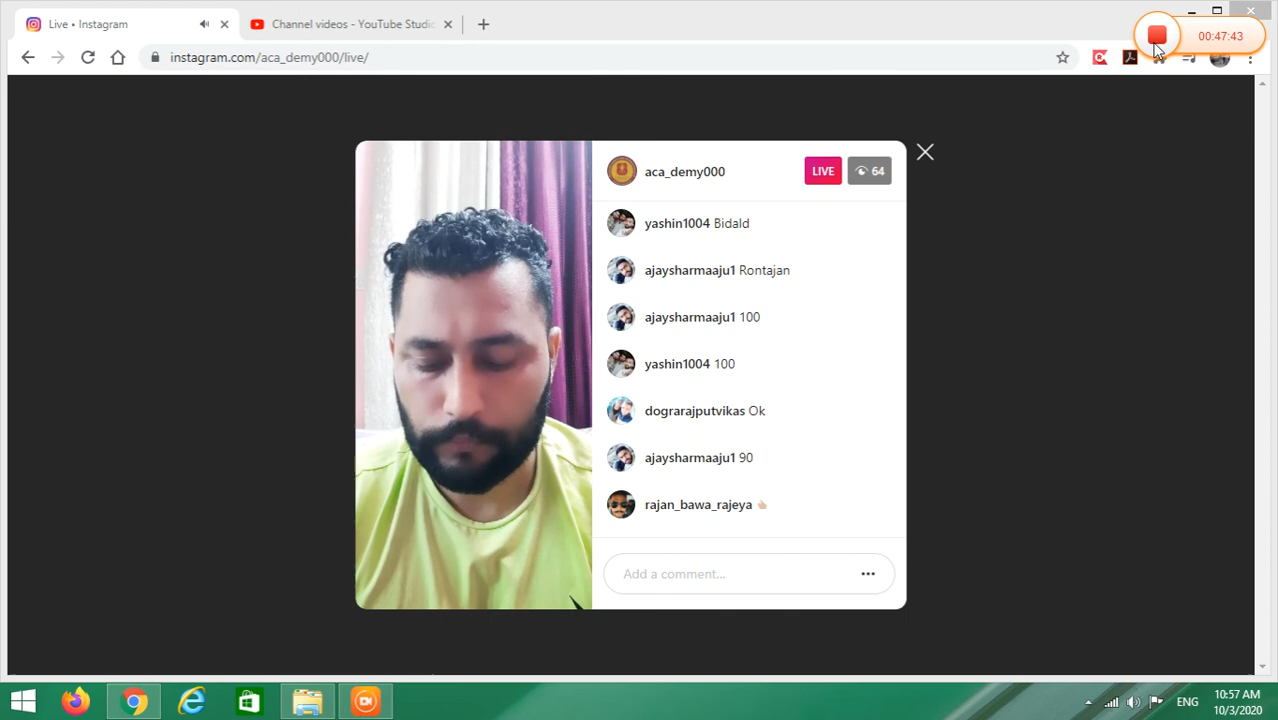 Live • Instagram
Channel videos - YouTube Studio
00:47:43
instagram.com/aca_demy000/live/
aca_demy000
LIVE
64
yashin1004 Bidald
ajaysharmaaju1 Rontajan
ajaysharmaaju1 100
yashin1004 100
dograrajputvikas Ok
ajaysharmaaju1 90
rajan_bawa_rajeya 👆🏻
Add a comment...
ENG
10:57 AM
10/3/2020